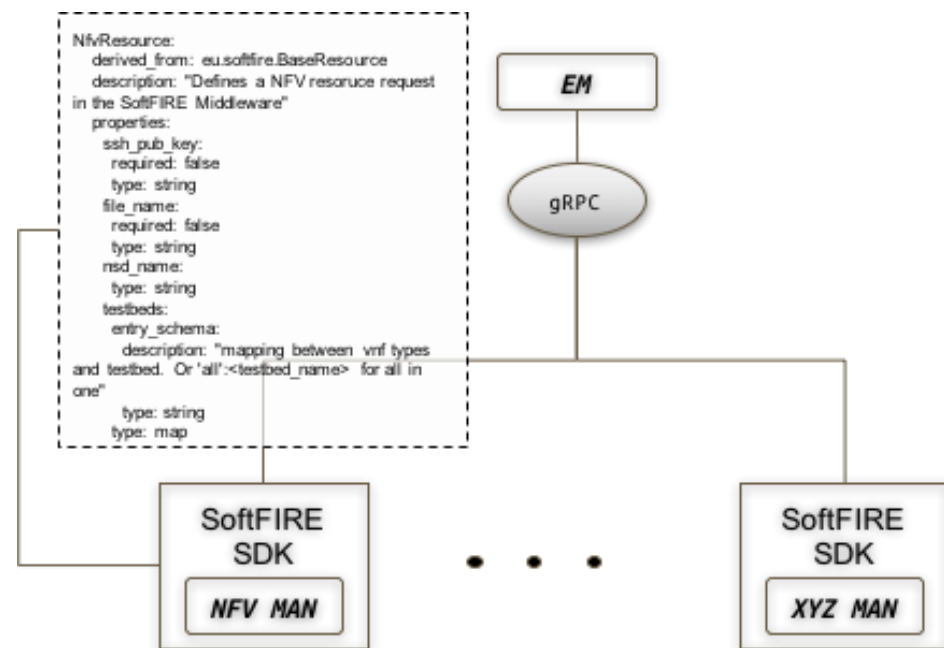 NfvResource:
derived_from: eu.softfire.BaseResource
description: "Defines a NFV resoruce request
in the SoftFIRE Middleware"
properties:
ssh_pub_key:
required: false
type: string
file_name:
required: false
type: string
nsd_name:
type: string
testbeds:
entry_schema:
description: "mapping between vnf types
and testbed. Or 'all':<testbed_name> for all in
one"
type: string
type: map
EM
gRPC
SoftFIRE
SDK
NFV MAN
SoftFIRE
SDK
XYZ MAN